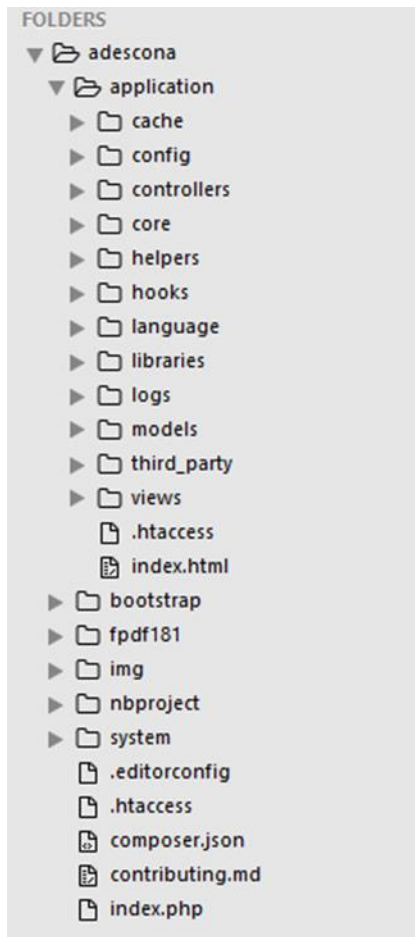 FOLDERS
adescona
application
cache
config
controllers
core
helpers
hooks
language
libraries
logs
models
third_party
views
.htaccess
index.html
bootstrap
fpdf181
img
nbproject
system
.editorconfig
.htaccess
composer.json
contributing.md
index.php